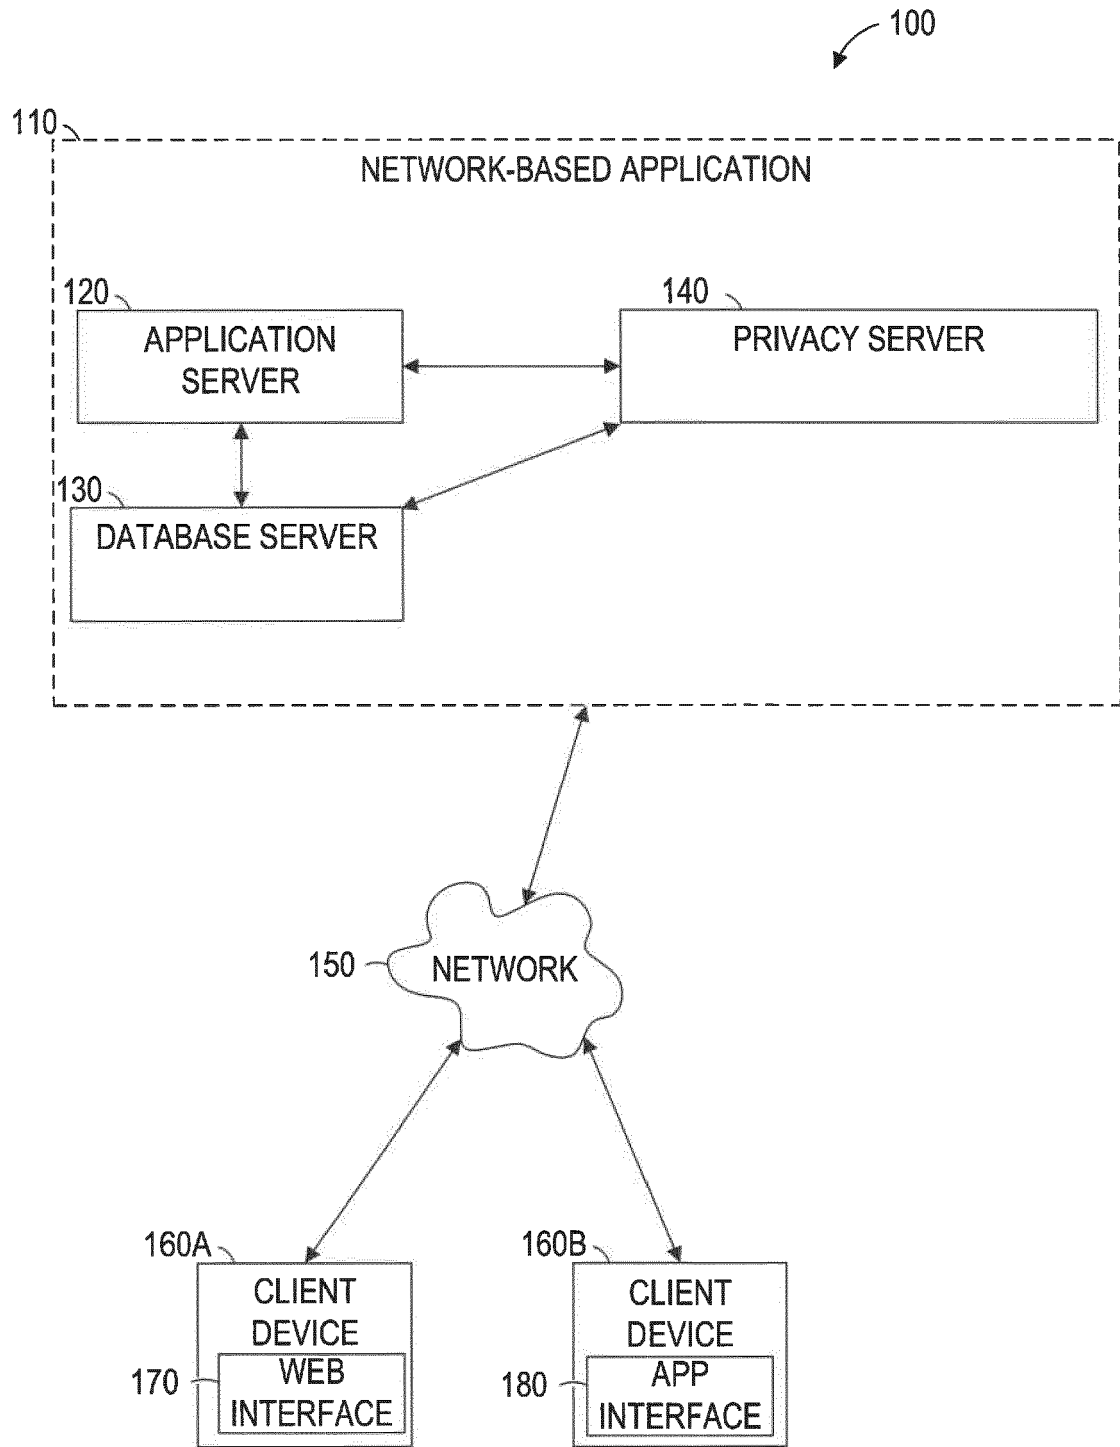 100
110
NETWORK-BASED APPLICATION
120
APPLICATION
SERVER
140
PRIVACY SERVER
130
DATABASE SERVER
150
NETWORK
160A
CLIENT
DEVICE
170
WEB
INTERFACE
160B
CLIENT
DEVICE
180
APP
INTERFACE